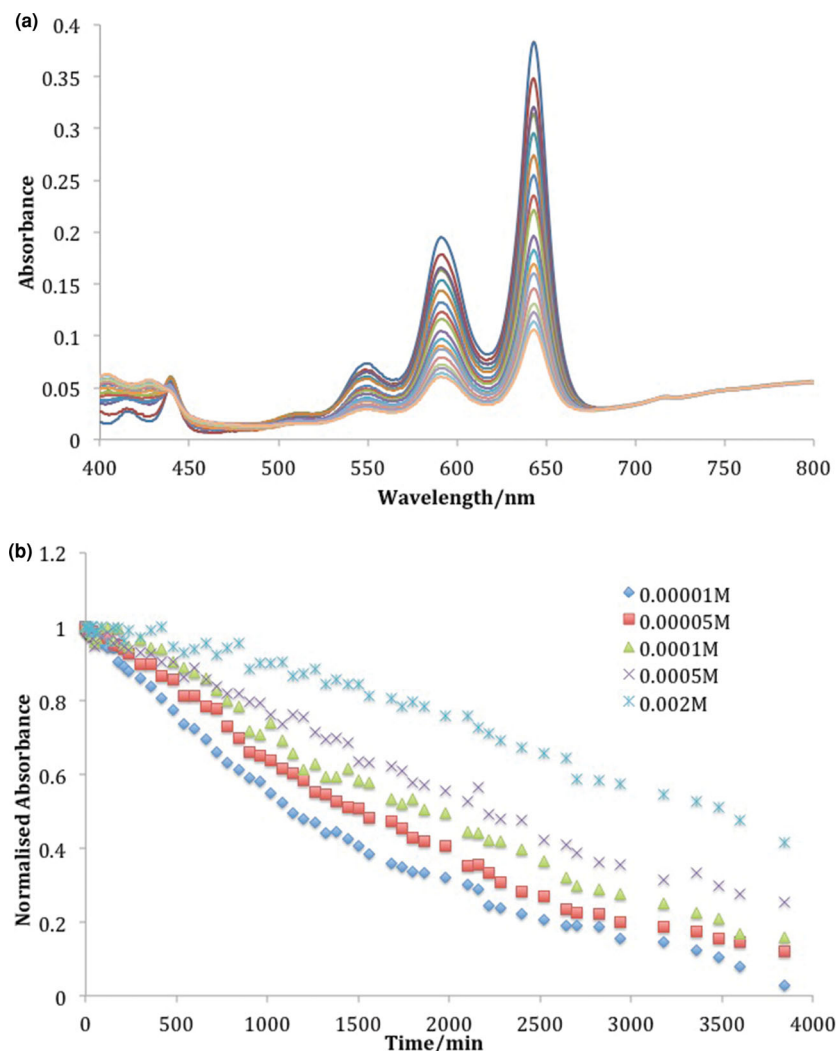 (a)
0.4
0.35
0.3
0.25
0.2
0.15
0.1
0.05
0
Absorbance
400 450 500 550 600 650 700 750 800
Wavelength/nm
(b)
1.2
1
0.8
0.6
0.4
0.2
0
Normalised Absorbance
0.00001M
0.00005M
0.0001M
0.0005M
0.002M
0 500 1000 1500 2000 2500 3000 3500 4000
Time/min